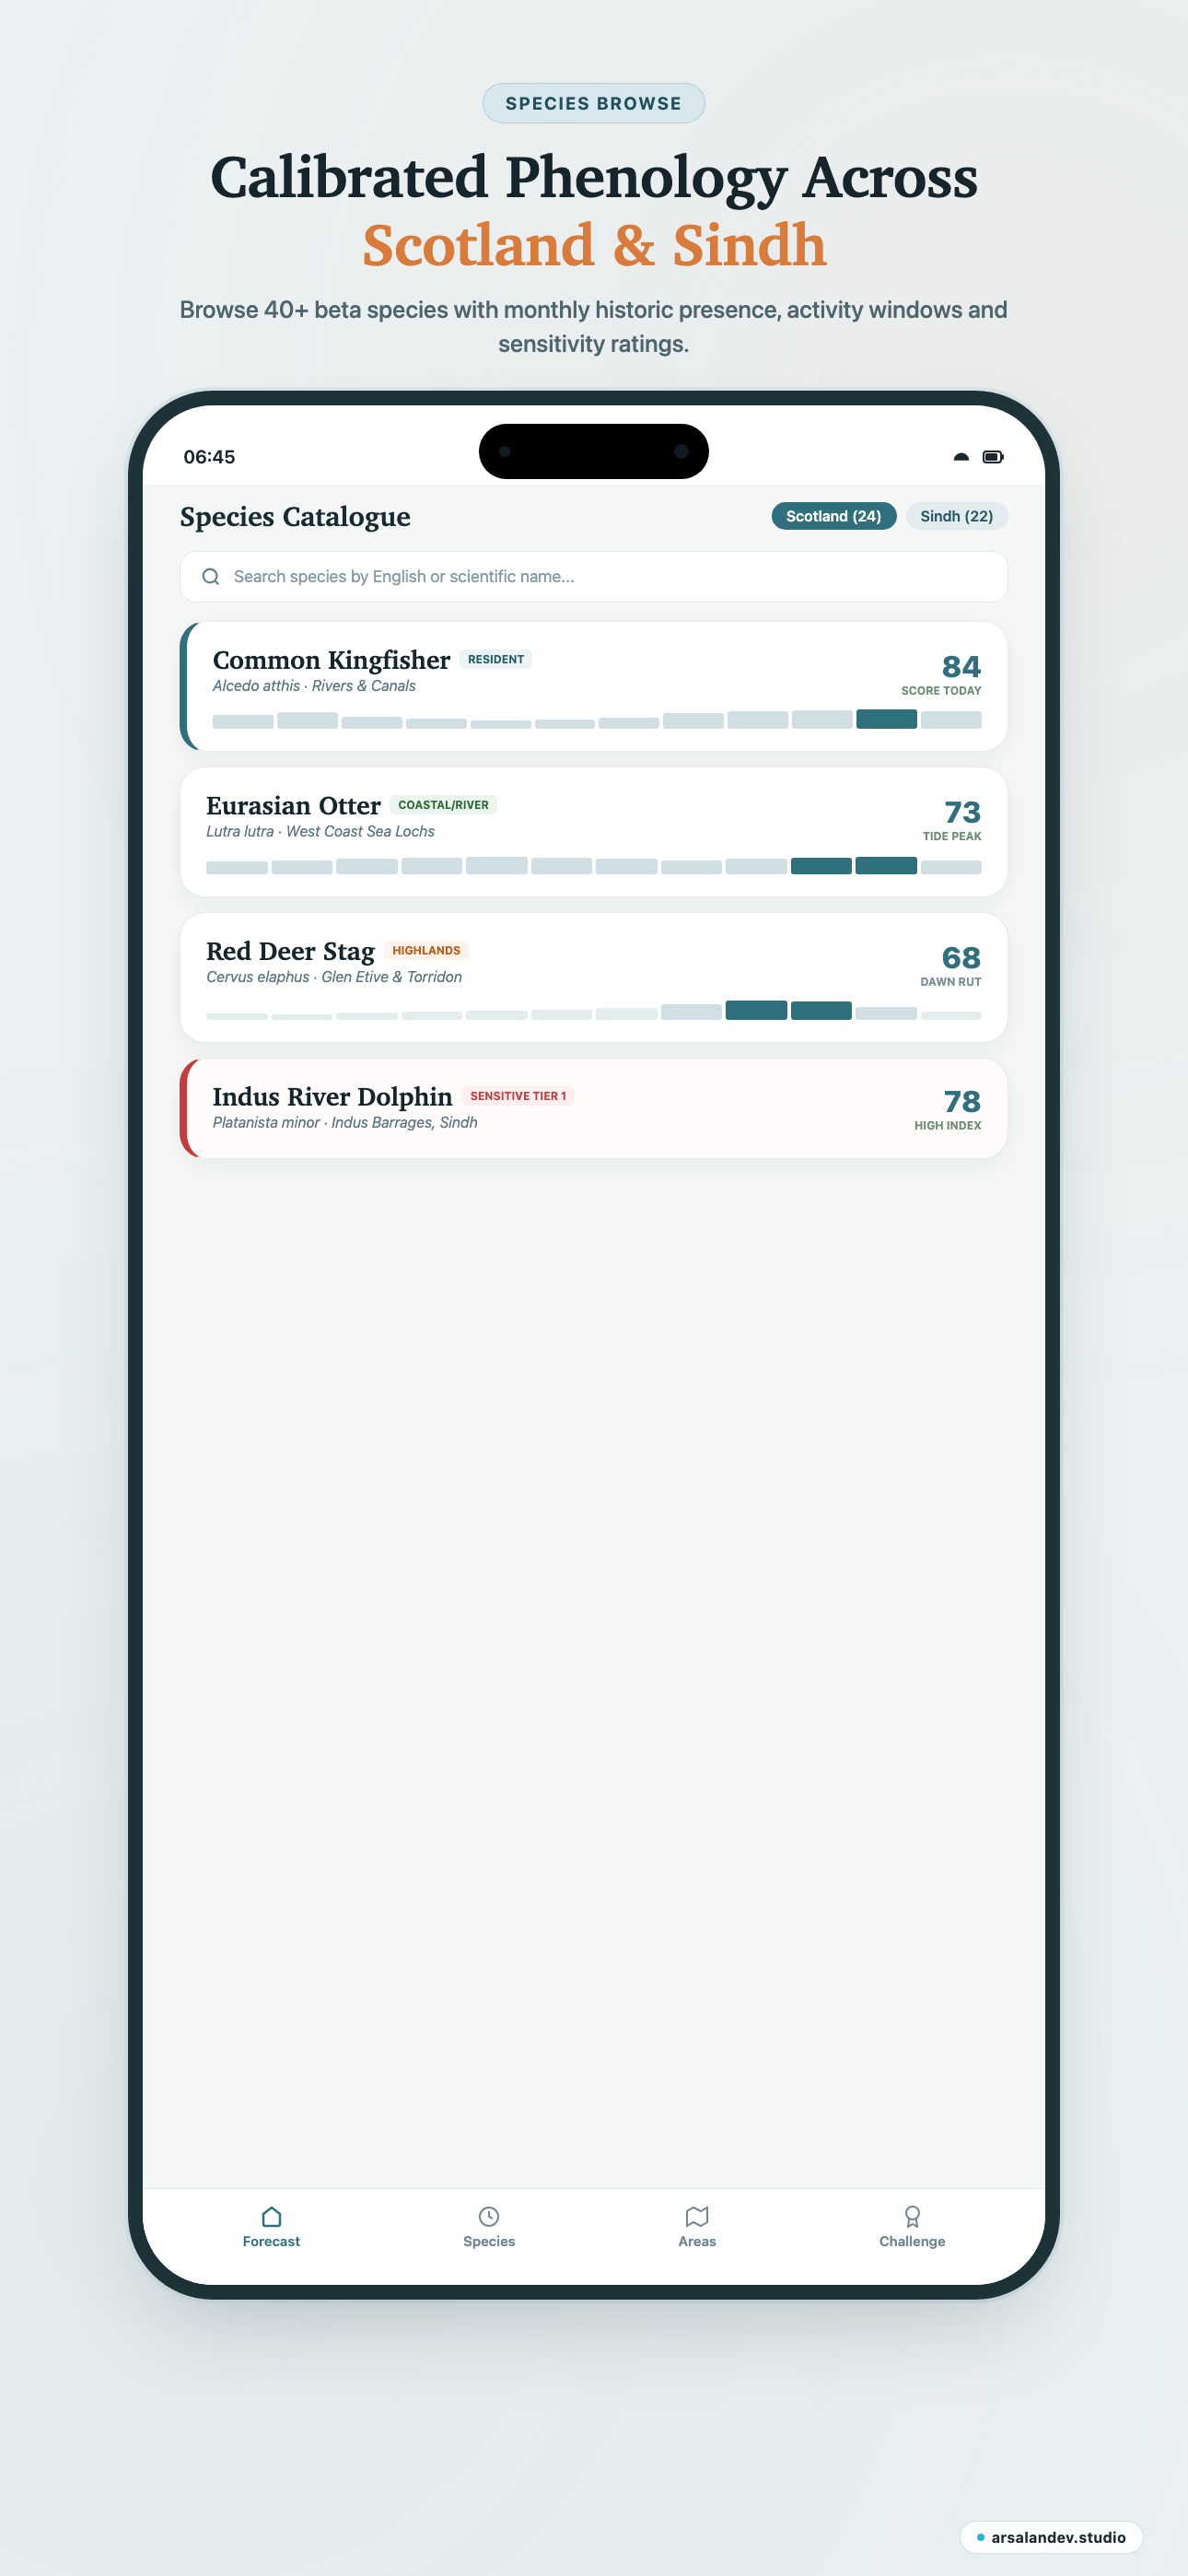 SPECIES BROWSE
Calibrated Phenology Across
Scotland & Sindh
Browse 40+ beta species with monthly historic presence, activity windows and
sensitivity ratings.
06:45
Species Catalogue
Scotland (24)
Sindh (22)
Search species by English or scientific name...
Common Kingfisher
RESIDENT
Alcedo atthis · Rivers & Canals
84
SCORE TODAY
Eurasian Otter
COASTAL/RIVER
Lutra lutra · West Coast Sea Lochs
73
TIDE PEAK
Red Deer Stag
HIGHLANDS
Cervus elaphus · Glen Etive & Torridon
68
DAWN RUT
Indus River Dolphin
SENSITIVE TIER 1
Platanista minor · Indus Barrages, Sindh
78
HIGH INDEX
Forecast
Species
Areas
Challenge
arsalandev.studio